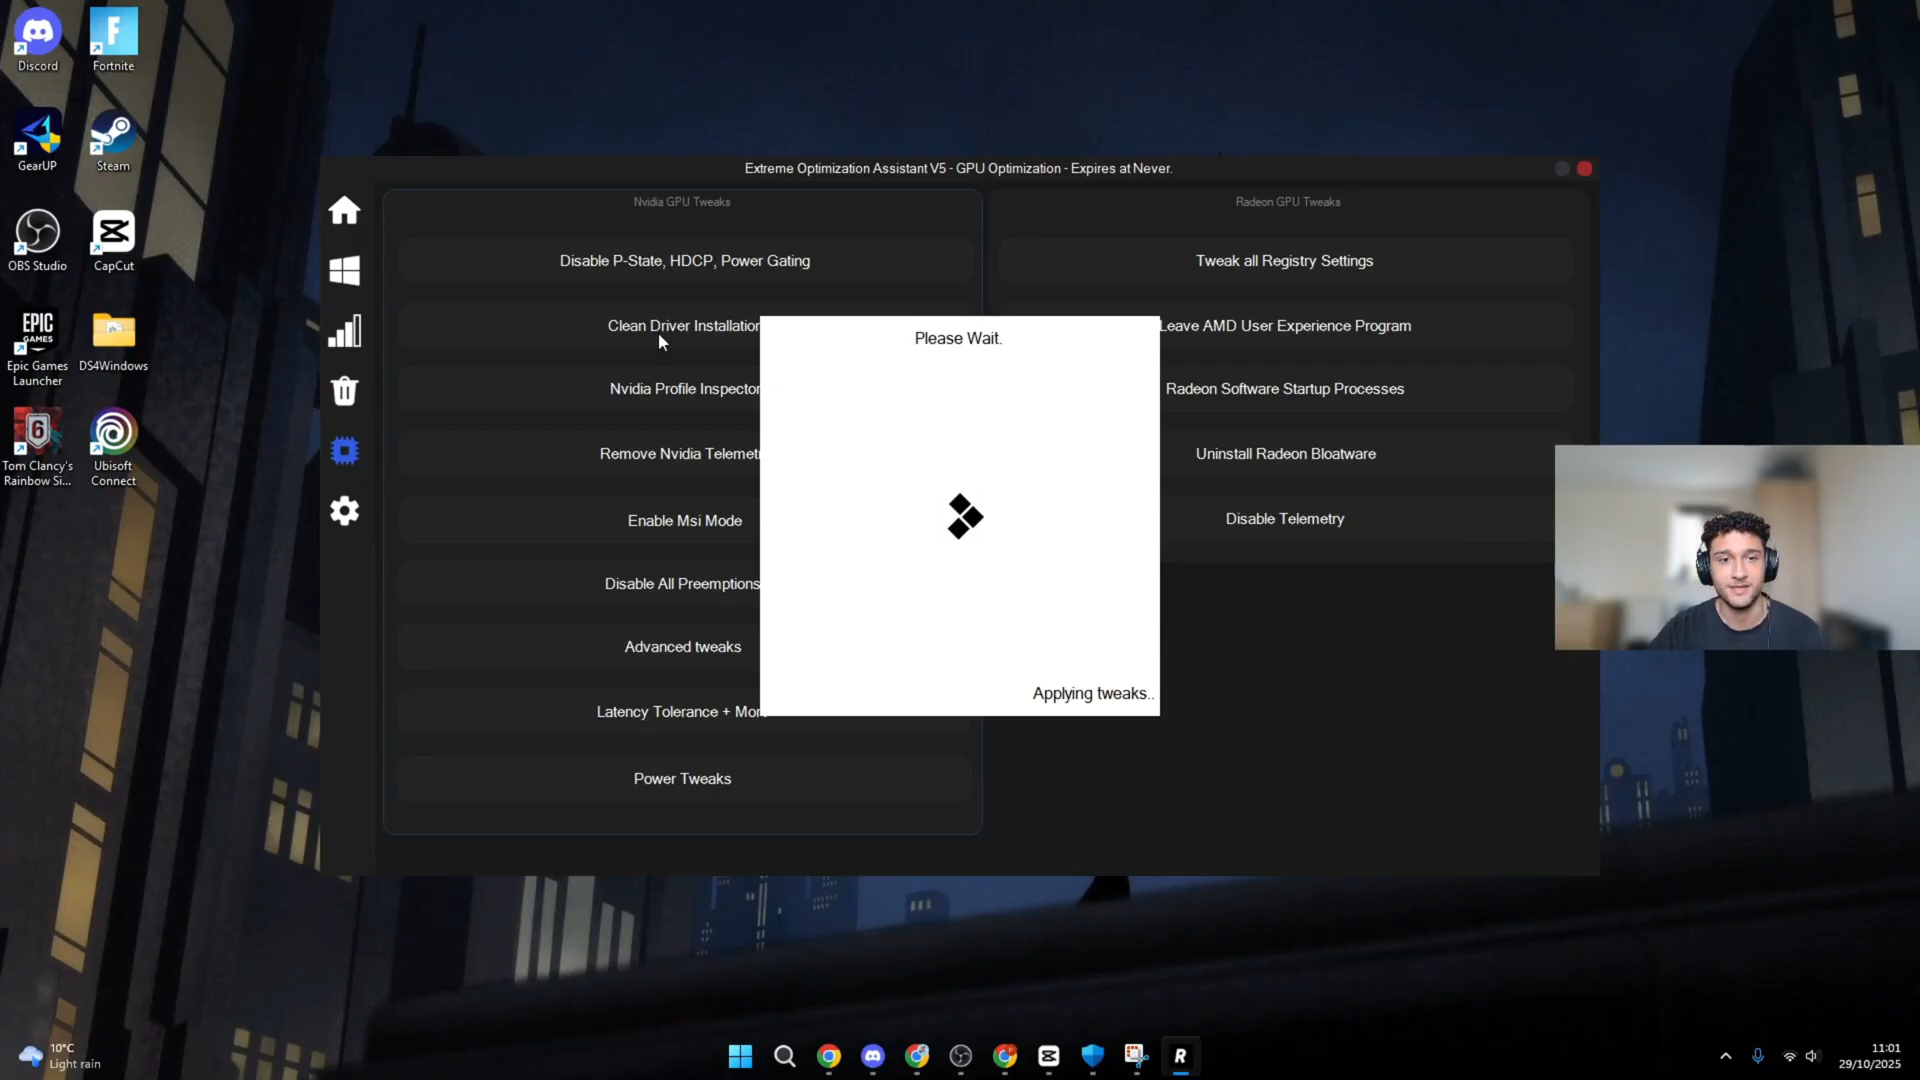 Discord
Fortnite
GearUP
Steam
OBS Studio
CapCut
EPIC
GAMES
Epic Games
Launcher
DS4Windows
6
Tom Clancy's
Rainbow Si...
Ubisoft
Connect
Extreme Optimization Assistant V5 - GPU Optimization - Expires at Never.
Nvidia GPU Tweaks
Disable P-State, HDCP, Power Gating
Clean Driver Installation
Nvidia Profile Inspector
Remove Nvidia Telemetr
Enable Msi Mode
Disable All Preemptions
Advanced tweaks
Latency Tolerance + Mor
Power Tweaks
Radeon GPU Tweaks
Tweak all Registry Settings
Leave AMD User Experience Program
Radeon Software Startup Processes
Uninstall Radeon Bloatware
Disable Telemetry
Please Wait.
Applying tweaks..
10°C
Light rain
R
11:01
29/10/2025